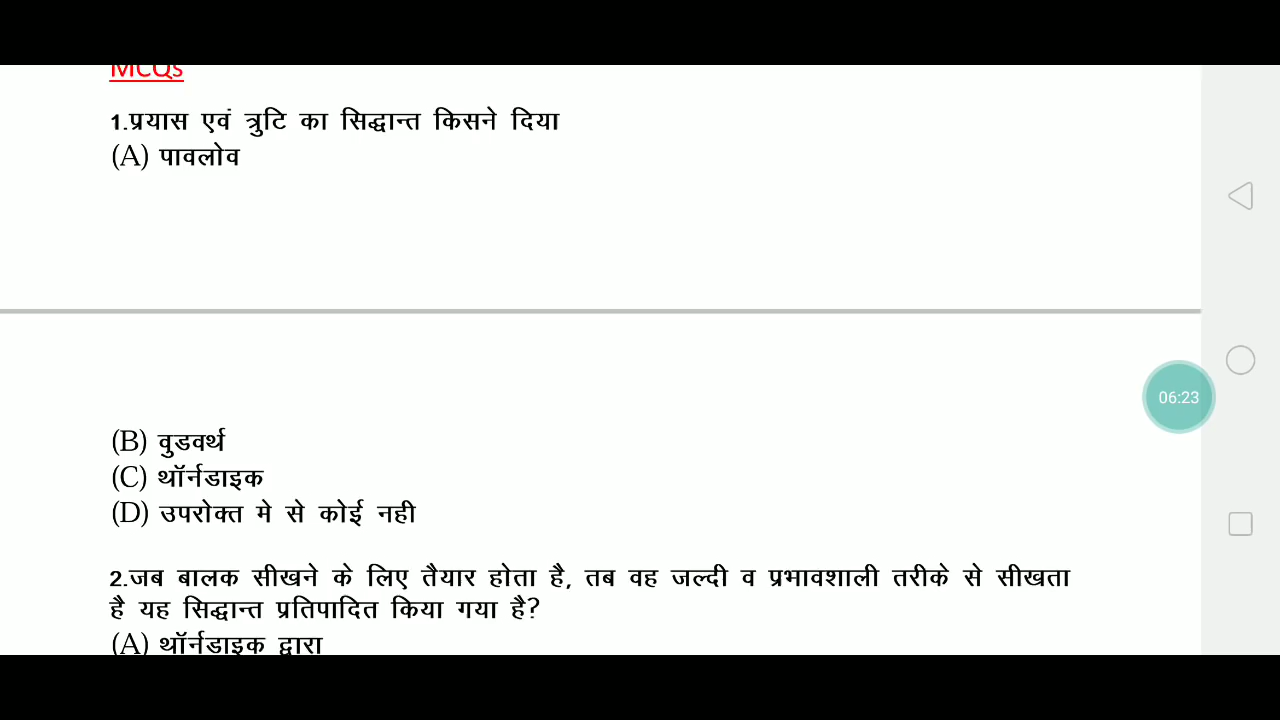 MCQs
1.प्रयास एवं त्रुटि का सिद्धान्त किसने दिया
(A) पावलोव
(B) वुडवर्थ
(C) थॉर्नडाइक
(D) उपरोक्त मे से कोई नही
06:23
2.जब बालक सीखने के लिए तैयार होता है, तब वह जल्दी व प्रभावशाली तरीके से सीखता
है यह सिद्धान्त प्रतिपादित किया गया है?
(A) थॉर्नडाइक द्वारा